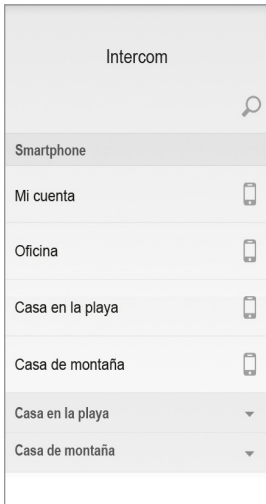 Intercom
Smartphone
Mi cuenta
Oficina
Casa en la playa
Casa de montaña
Casa en la playa
Casa de montaña